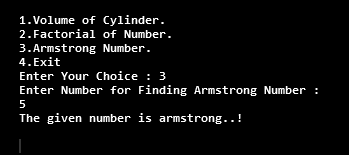 1.Volume of Cylinder.
2.Factorial of Number.
3.Armstrong Number.
4.Exit
Enter Your Choice : 3
Enter Number for Finding Armstrong Number :
5
The given number is armstrong..!